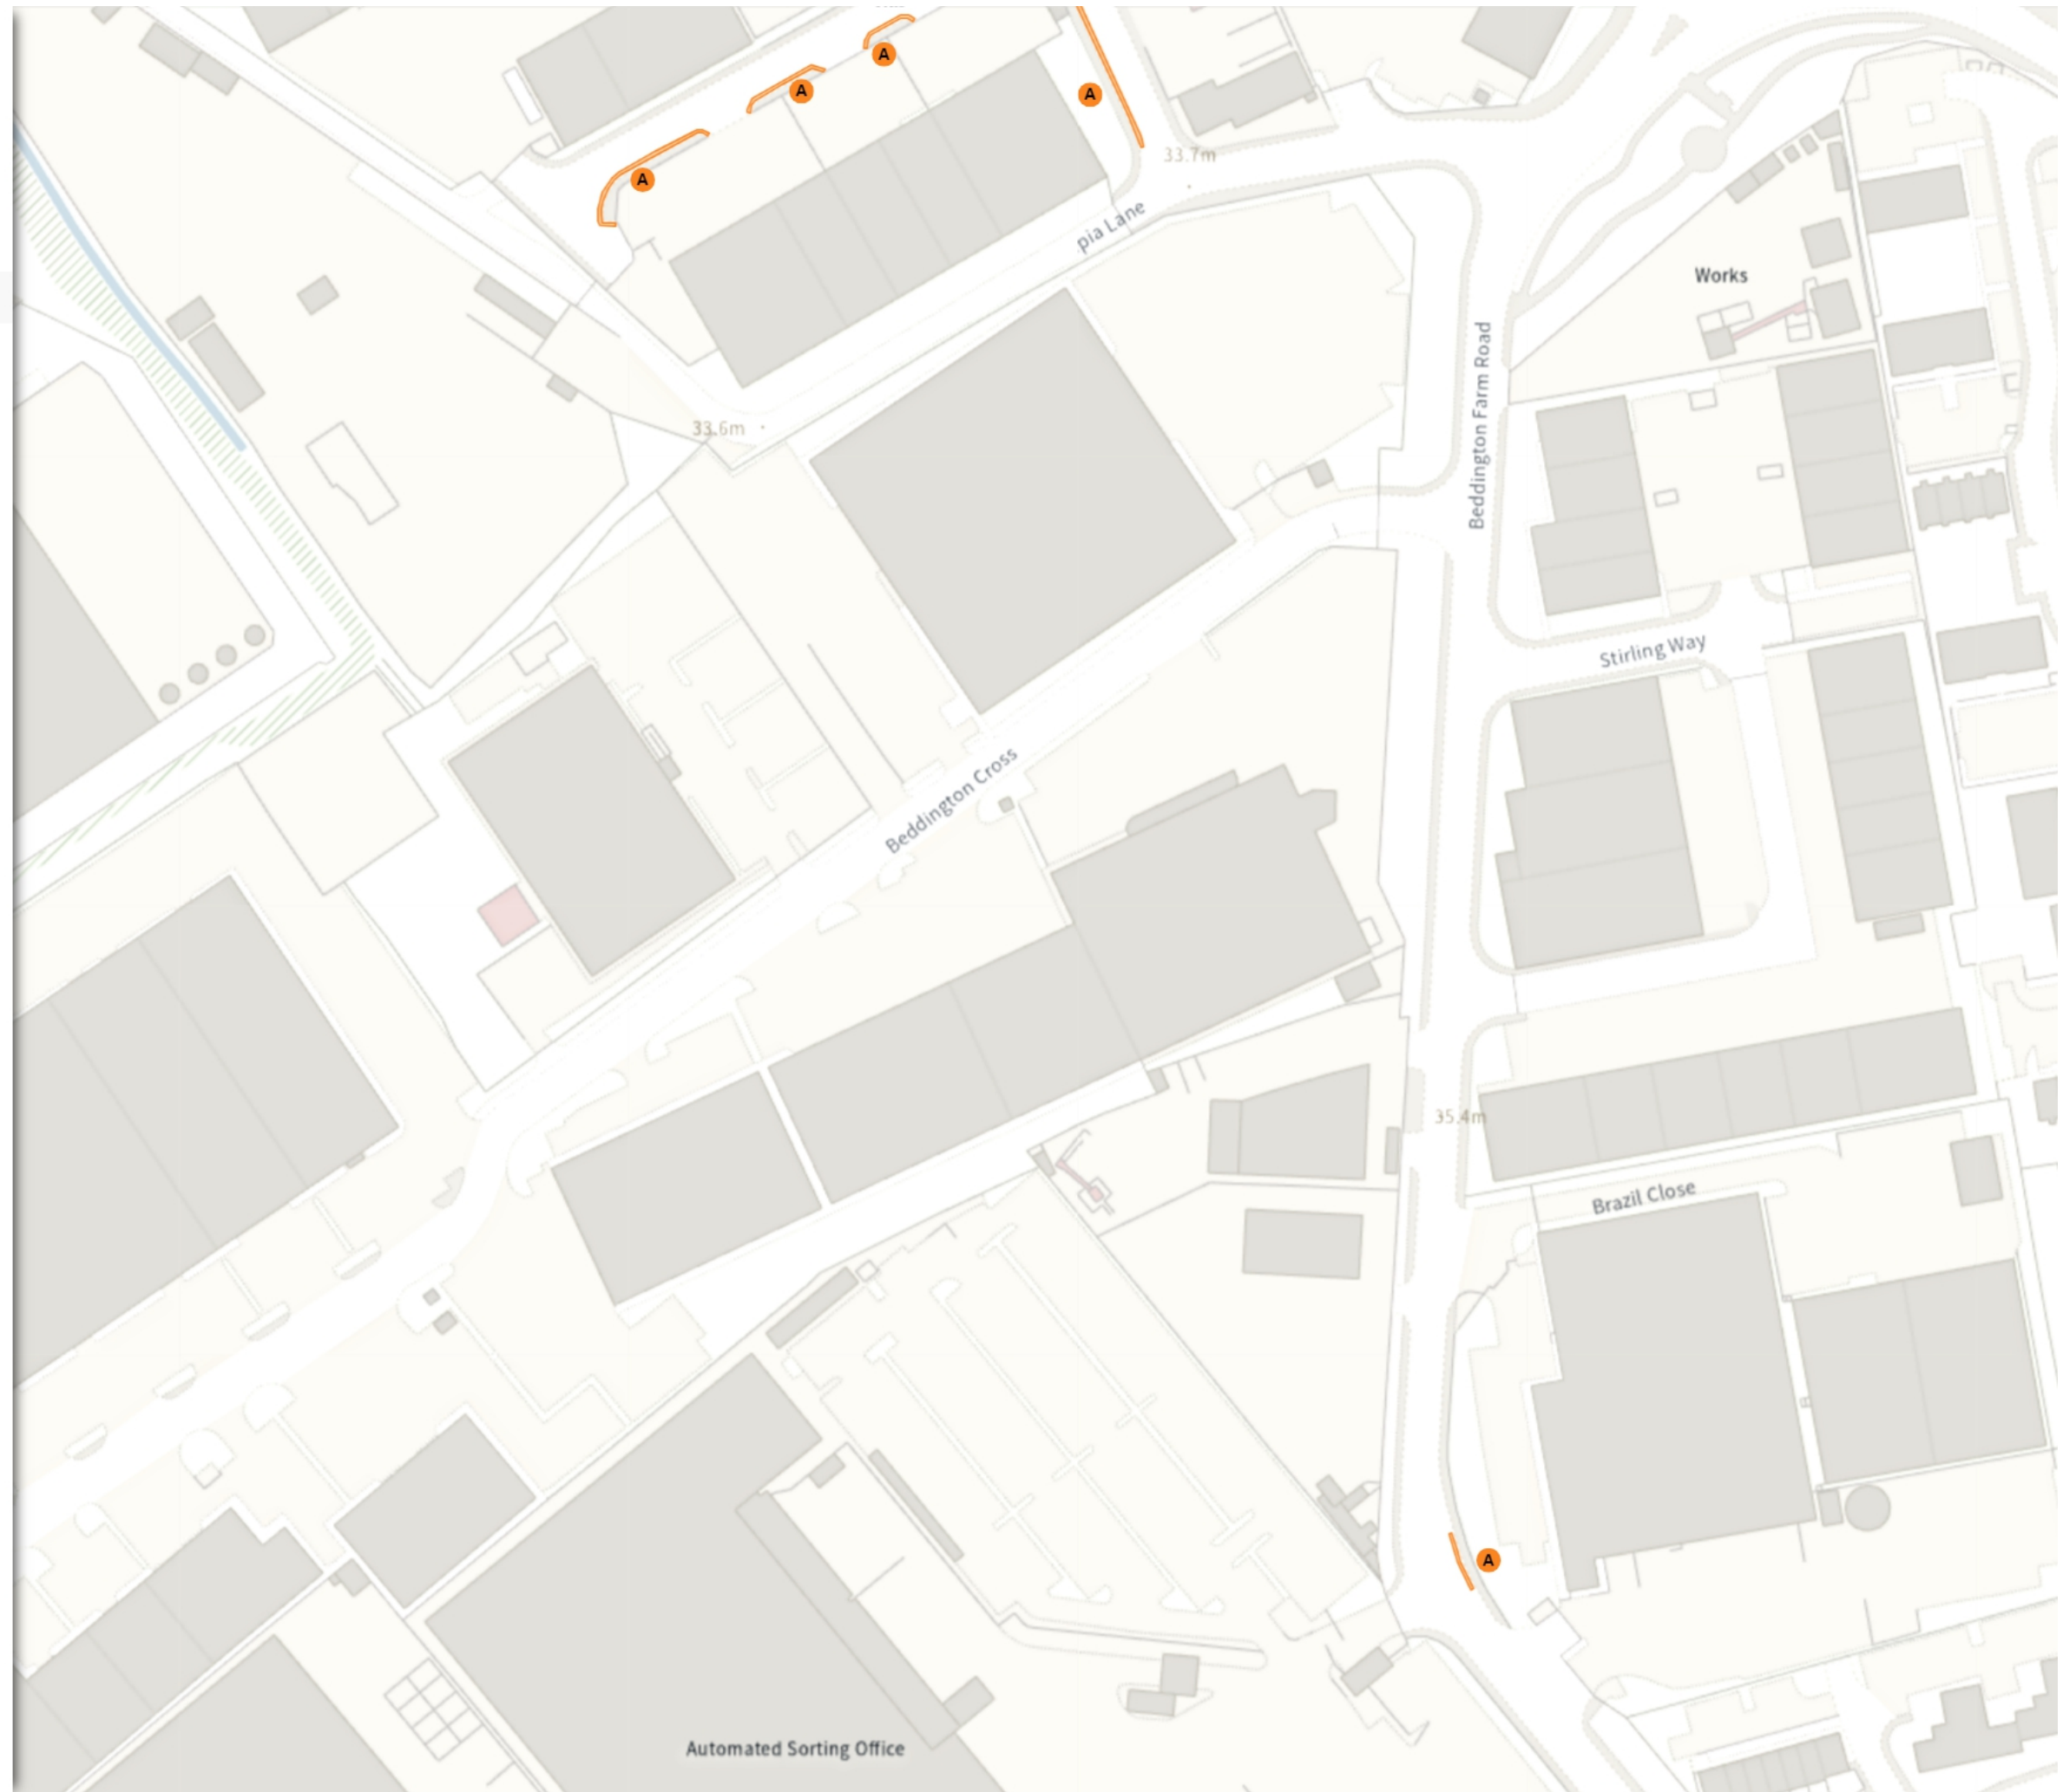 A
A
A
A
33.7m
pia Lane
Works
Beddington Farm Road
33.6m
Stirling Way
Beddington Cross
35.4m
Brazil Close
A
Automated Sorting Office